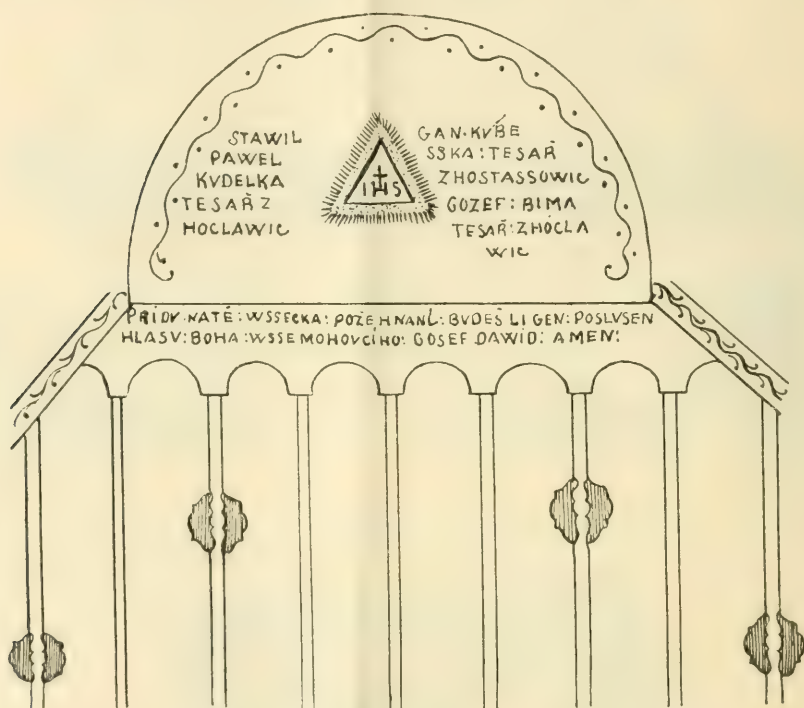 STAWIL
PAWEL
KVDELKA
TESAŘ Z
HOCLAWIC
IHS
GAN·KVBE
SSKA:TESAŘ
ZHOSTASSOWIC
GOZEF: BIMA
TESAŘ:ZHOCLA
WIC
PŘIDV·NATĚ:WSSECKA:POŽEHNANL:BVDEŠ LI GEN:POSLVSEN
HLASV:BOHA:WSSEMOHOVCÍHO:GOSEF DAWID: AMEN: